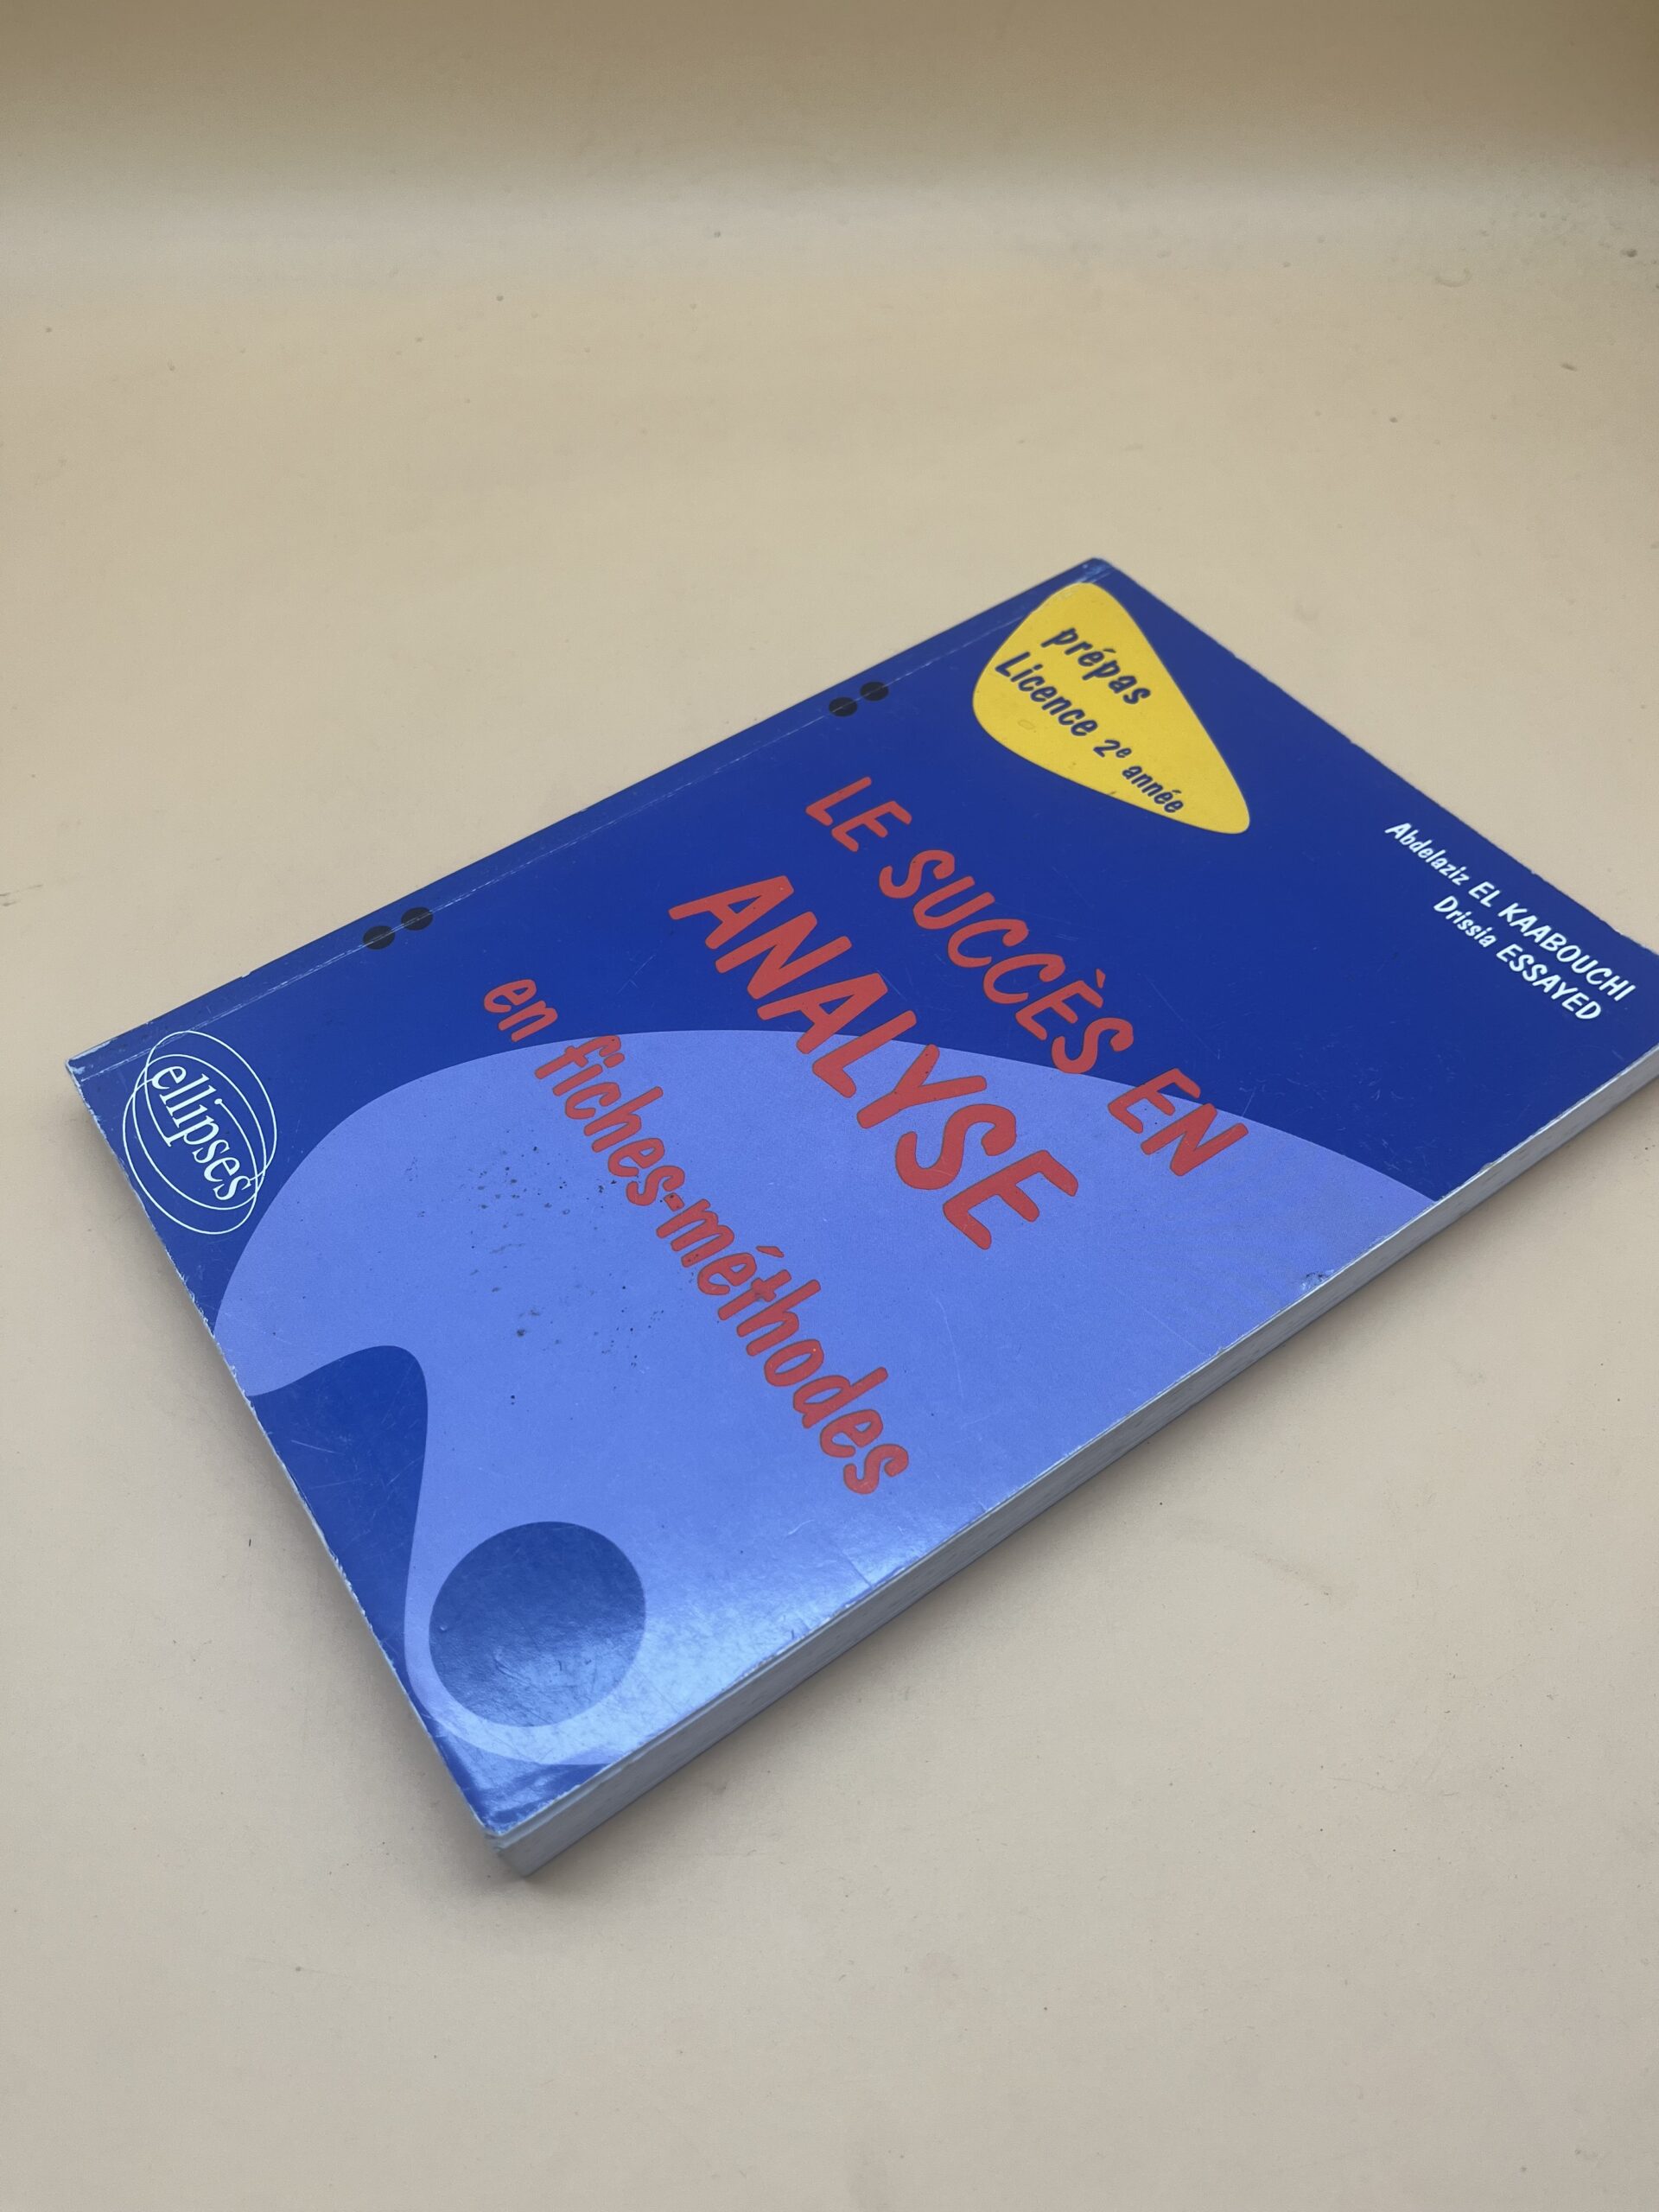 Abdelaziz EL KAABOUCHI
Drissia ESSAYED
prépas
Licence 2e année
LE SUCCÈS EN
ANALYSE
en fiches-méthodes
ellipses